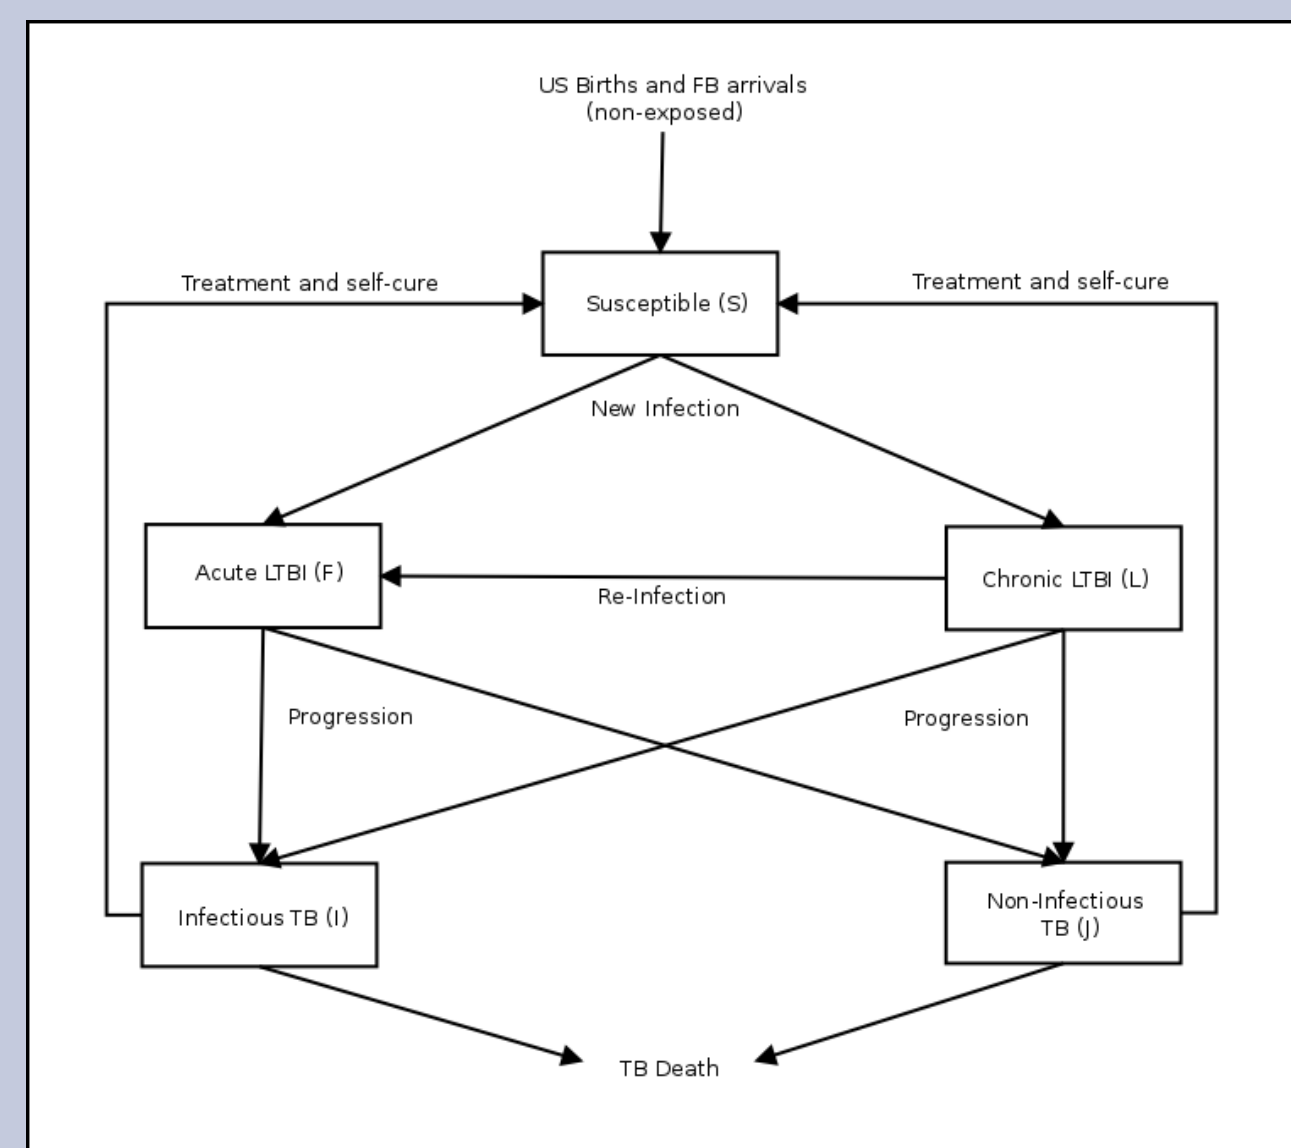 US Births and FB arrivals
(non-exposed)
Treatment and self-cure
Treatment and self-cure
Susceptible (S)
New Infection
Acute LTBI (F)
Chronic LTBI (L)
Re-Infection
Progression
Progression
Infectious TB (I)
Non-Infectious
TB (J)
TB Death